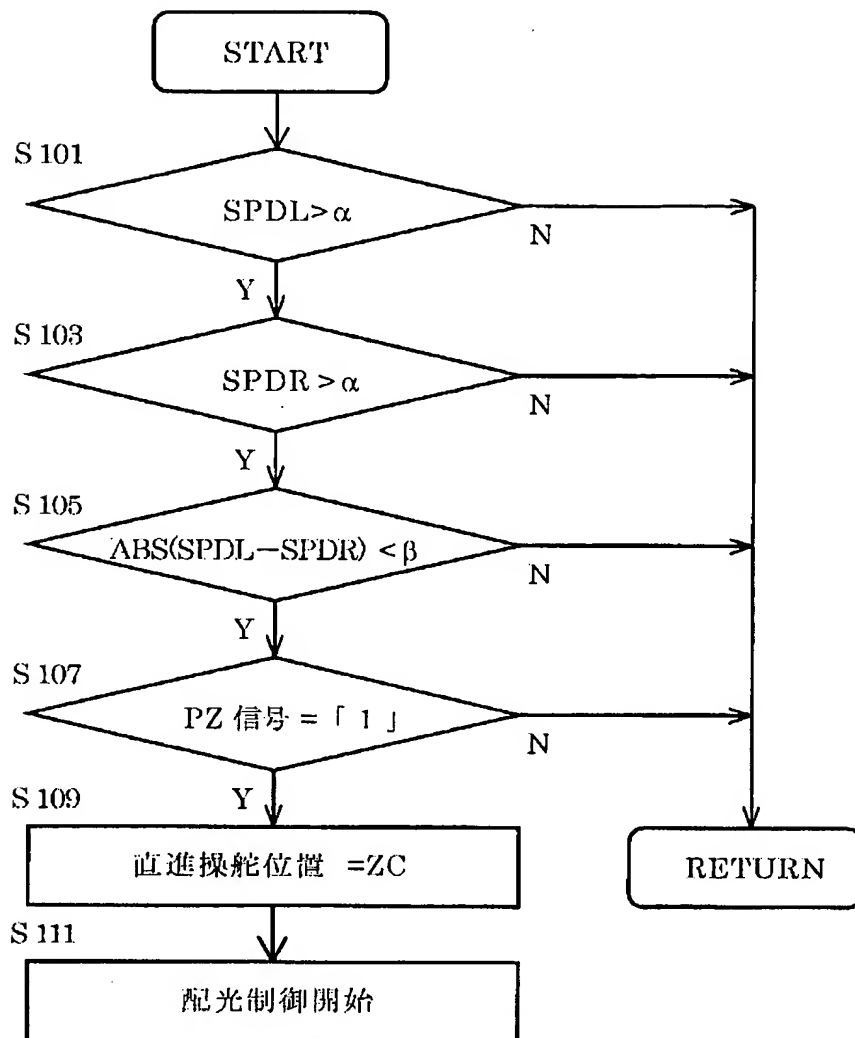 START
S 101
SPDL>α
N
Y
S 103
SPDR>α
N
Y
S 105
ABS(SPDL−SPDR) <β
N
Y
S 107
PZ 信号 = 「 1 」
N
Y
S 109
直進操舵位置 =ZC
RETURN
S 111
配光制御開始